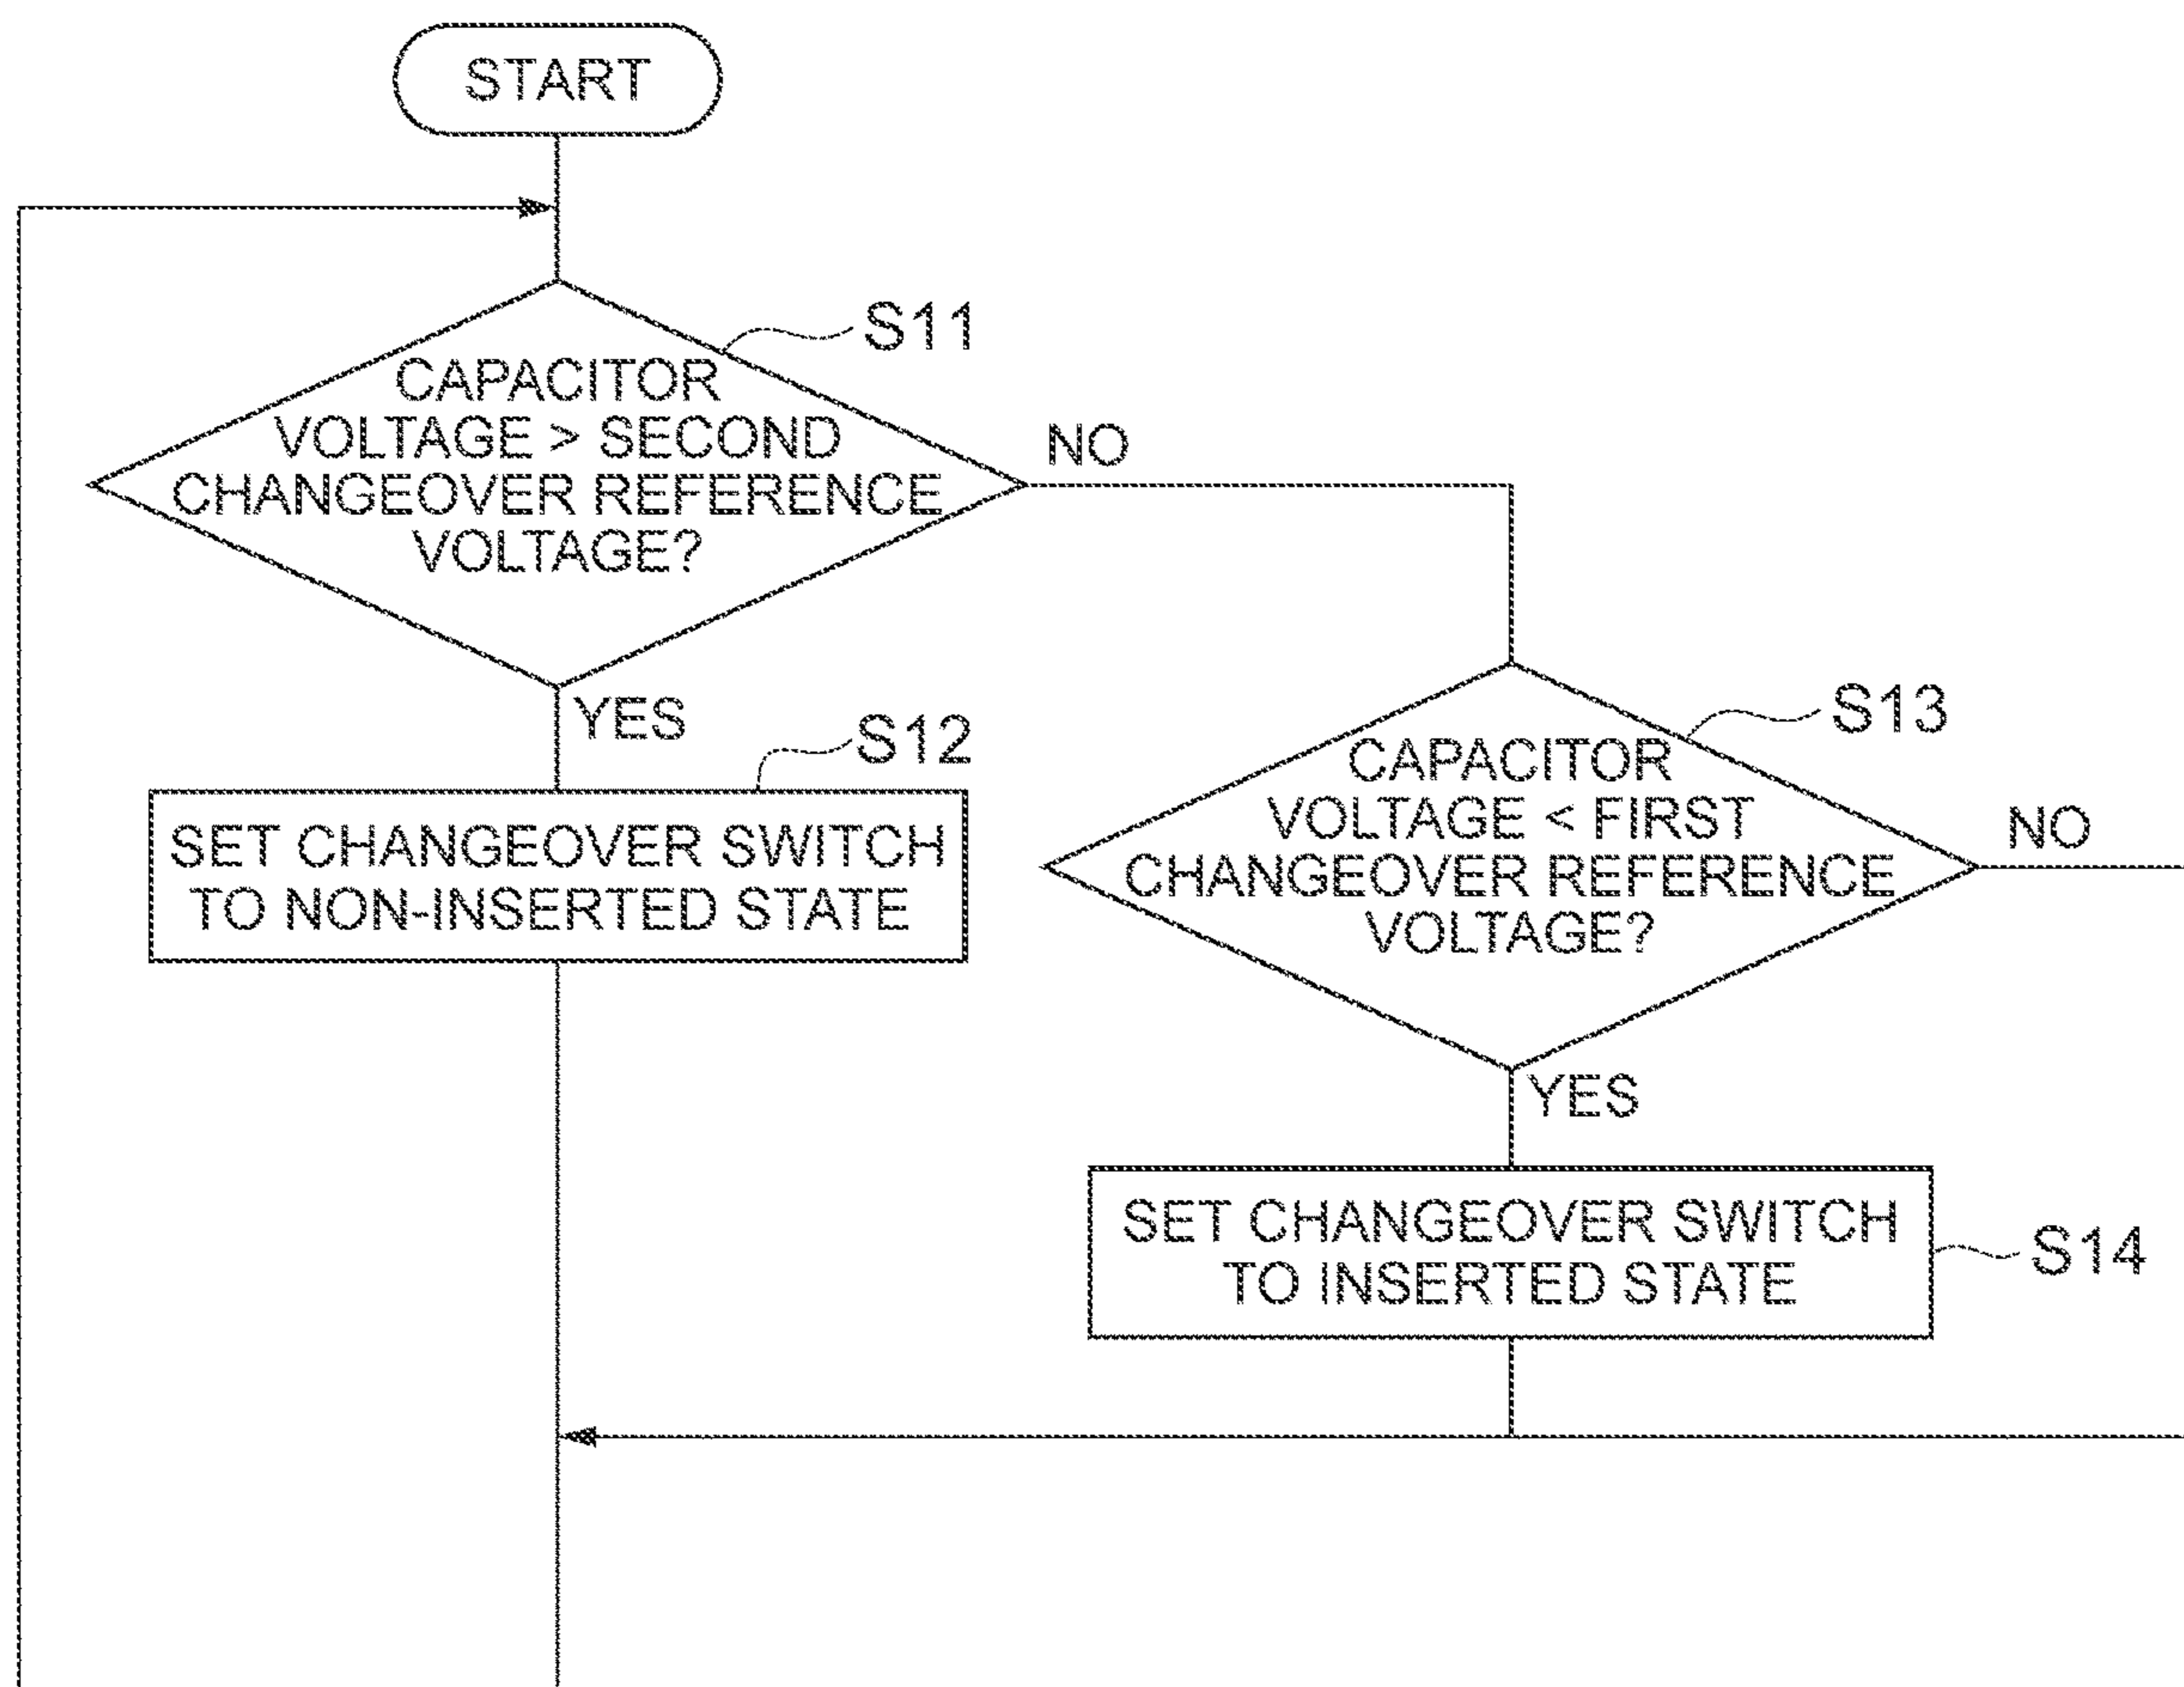 START
S11
CAPACITOR
VOLTAGE > SECOND
CHANGEOVER REFERENCE
VOLTAGE?
NO
YES
S12
SET CHANGEOVER SWITCH
TO NON-INSERTED STATE
S13
CAPACITOR
VOLTAGE < FIRST
CHANGEOVER REFERENCE
VOLTAGE?
NO
YES
SET CHANGEOVER SWITCH
TO INSERTED STATE
S14